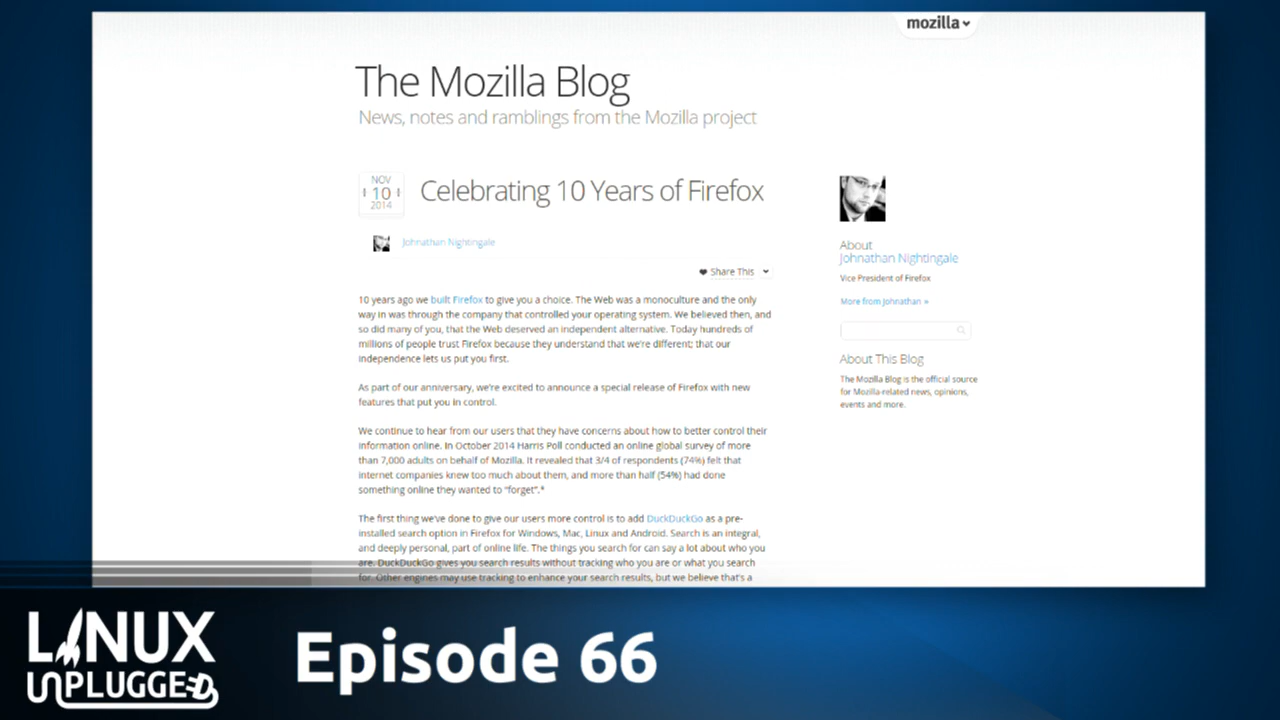 mozilla
The Mozilla Blog
News, notes and ramblings from the Mozilla project
NOV
10
2014
Celebrating 10 Years of Firefox
Johnathan Nightingale
Share This
10 years ago we built Firefox to give you a choice. The Web was a monoculture and the only
way in was through the company that controlled your operating system. We believed then, and
so did many of you, that the Web deserved an independent alternative. Today hundreds of
millions of people trust Firefox because they understand that we're different; that our
independence lets us put you first.
As part of our anniversary, we're excited to announce a special release of Firefox with new
features that put you in control.
We continue to hear from our users that they have concerns about how to better control their
information online. In October 2014 Harris Poll conducted an online global survey of more
than 7,000 adults on behalf of Mozilla. It revealed that 3/4 of respondents (74%) felt that
internet companies knew too much about them, and more than half (54%) had done
something online they wanted to "forget".*
The first thing we've done to give our users more control is to add DuckDuckGo as a pre-
installed search option in Firefox for Windows, Mac, Linux and Android. Search is an integral,
and deeply personal, part of online life. The things you search for can say a lot about who you
are. DuckDuckGo gives you search results without tracking who you are or what you search
for. Other engines may use tracking to enhance your search results, but we believe that's a
About
Johnathan Nightingale
Vice President of Firefox
More from Johnathan »
About This Blog
The Mozilla Blog is the official source
for Mozilla-related news, opinions,
events and more.
LINUX
UNPLUGGED
Episode 66